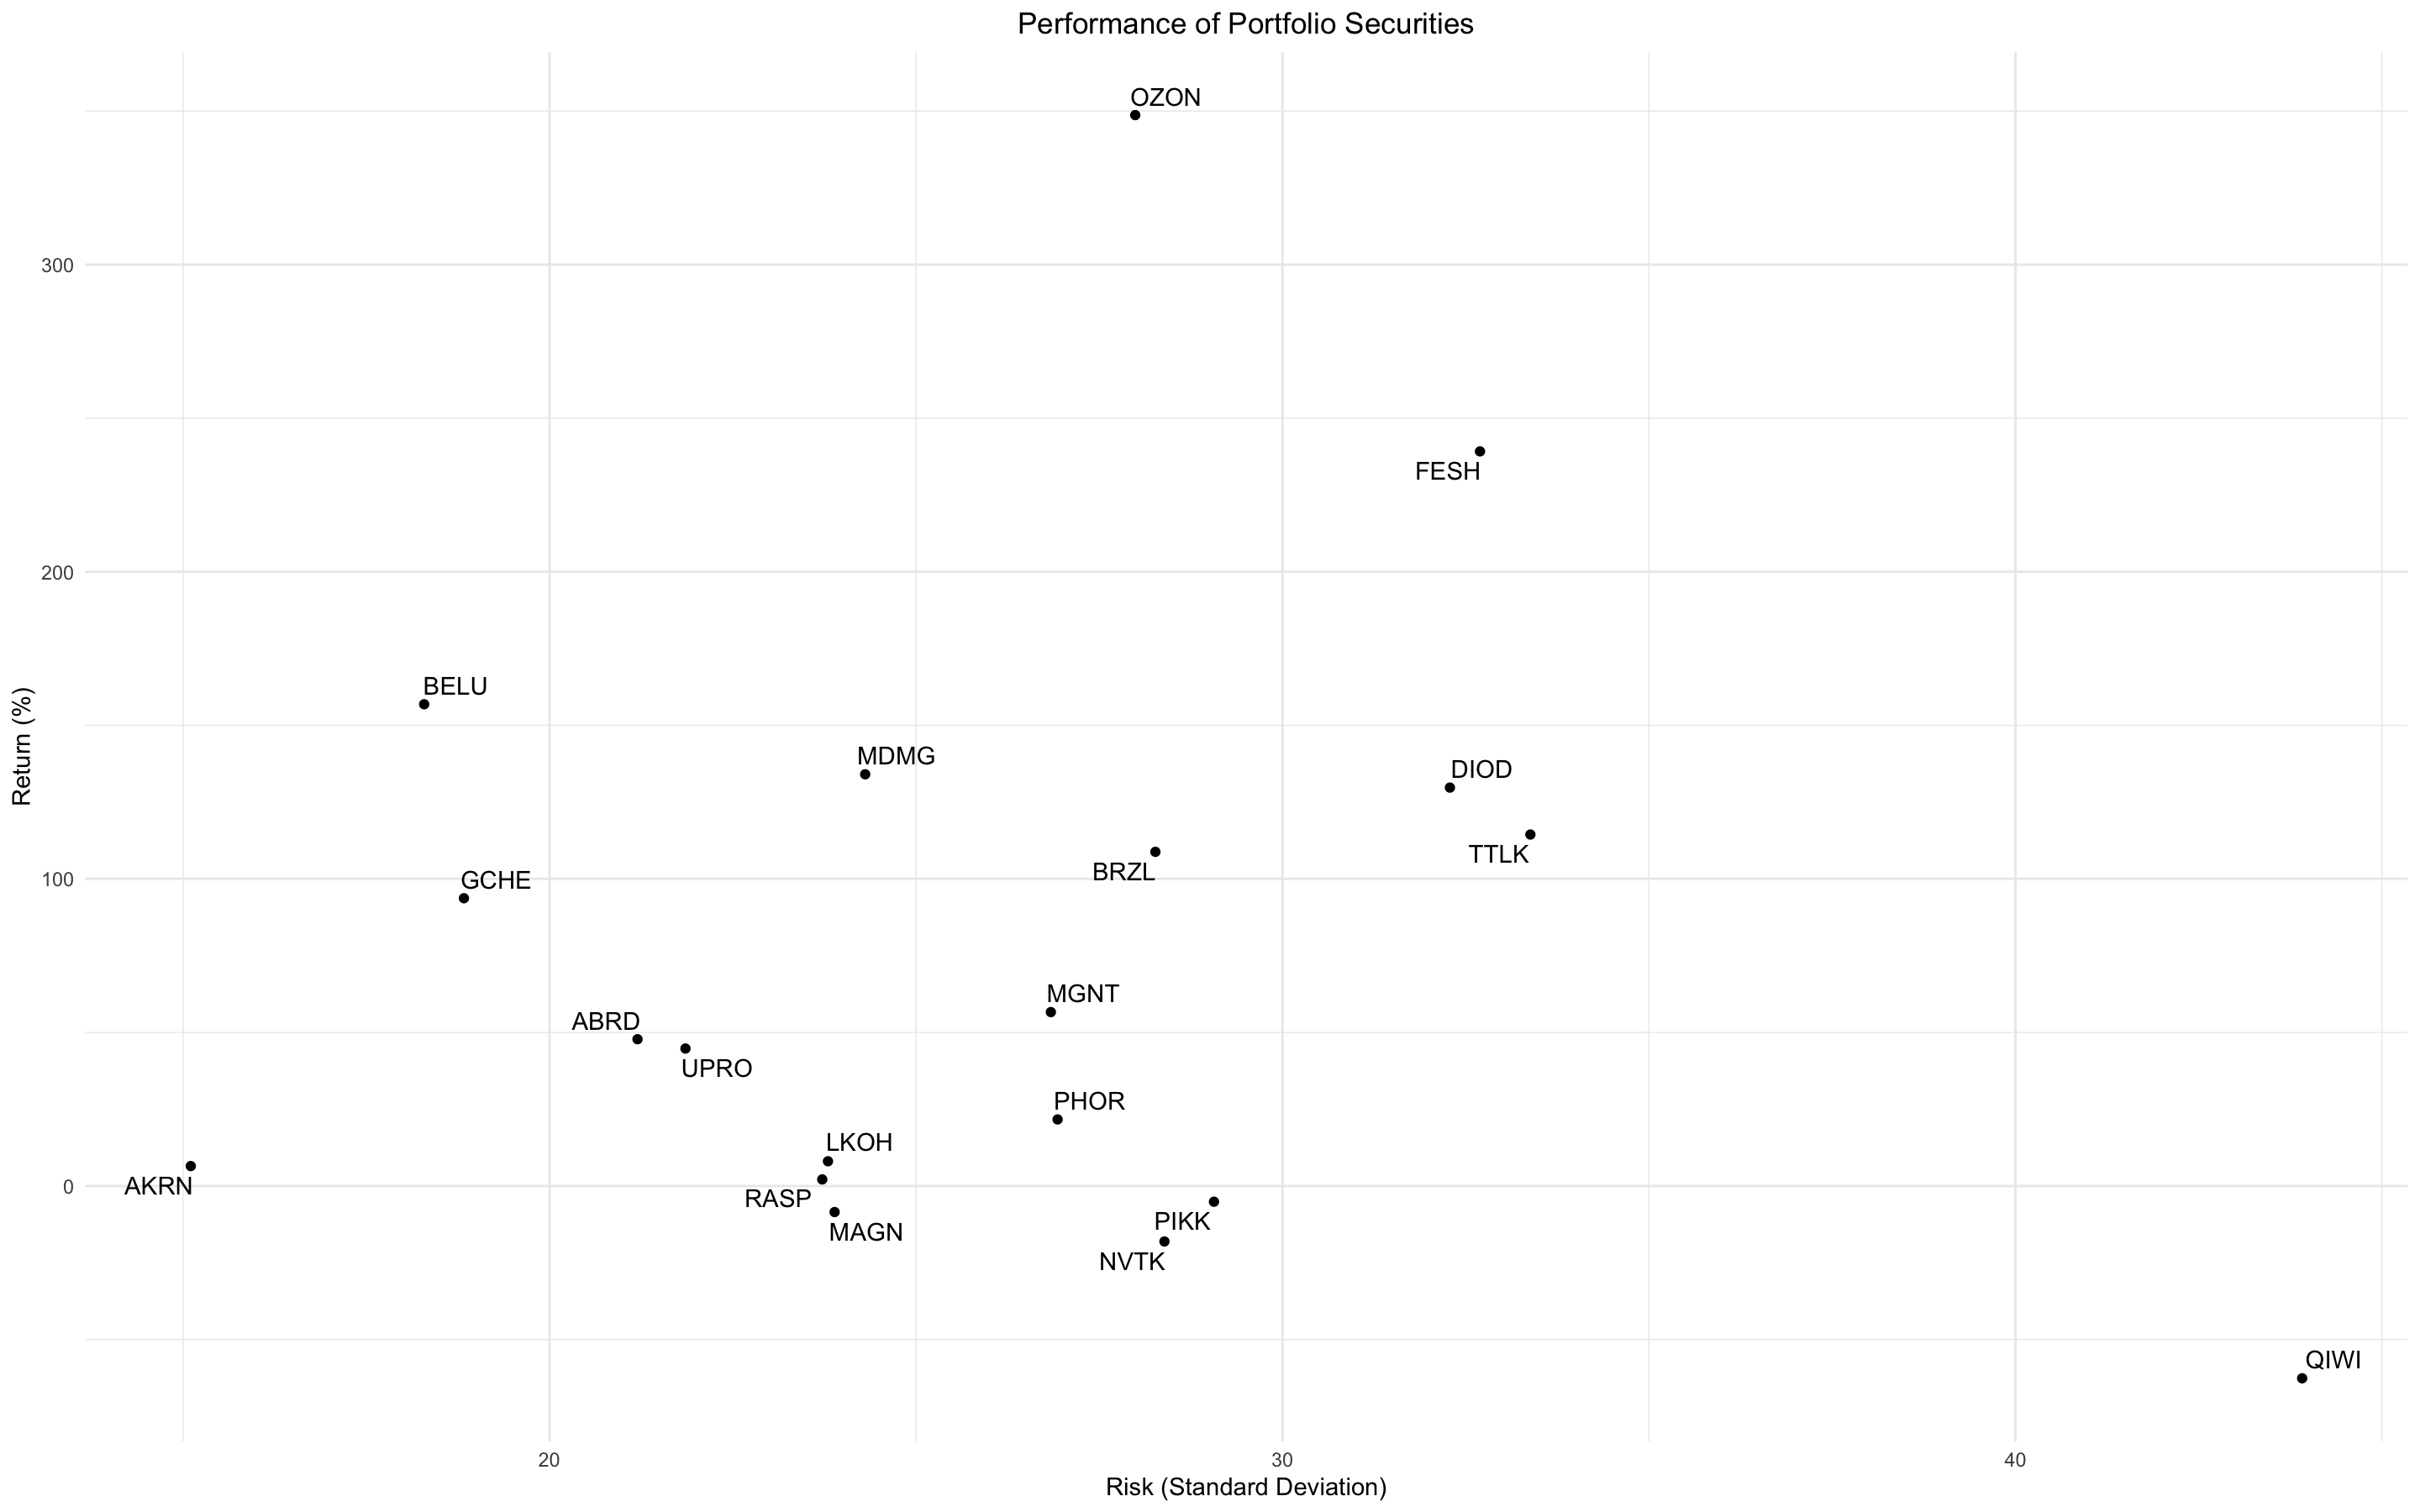 Performance of Portfolio Securities
OZON
300
FESH
200
BELU
MDMG
DIOD
TTLK
BRZL
100
GCHE
MGNT
ABRD
UPRO
PHOR
LKOH
AKRN
0
RASP
PIKK
MAGN
NVTK
QIWI
Return (%)
20
30
40
Risk (Standard Deviation)